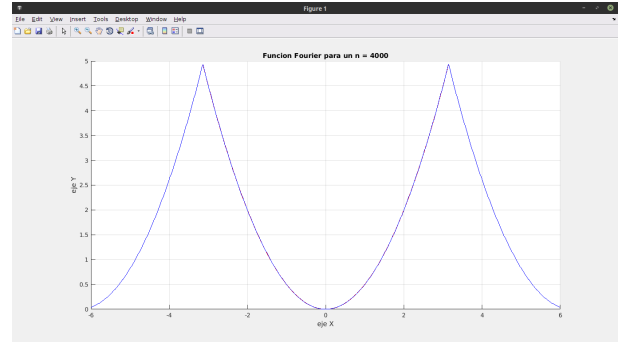 Figure 1
File Edit View Insert Tools Desktop Window Help
Funcion Fourier para un n = 4000
5
4.5
4
3.5
3
2.5
2
1.5
1
0.5
0
eje Y
-6 -4 -2 0 2 4 6
eje X